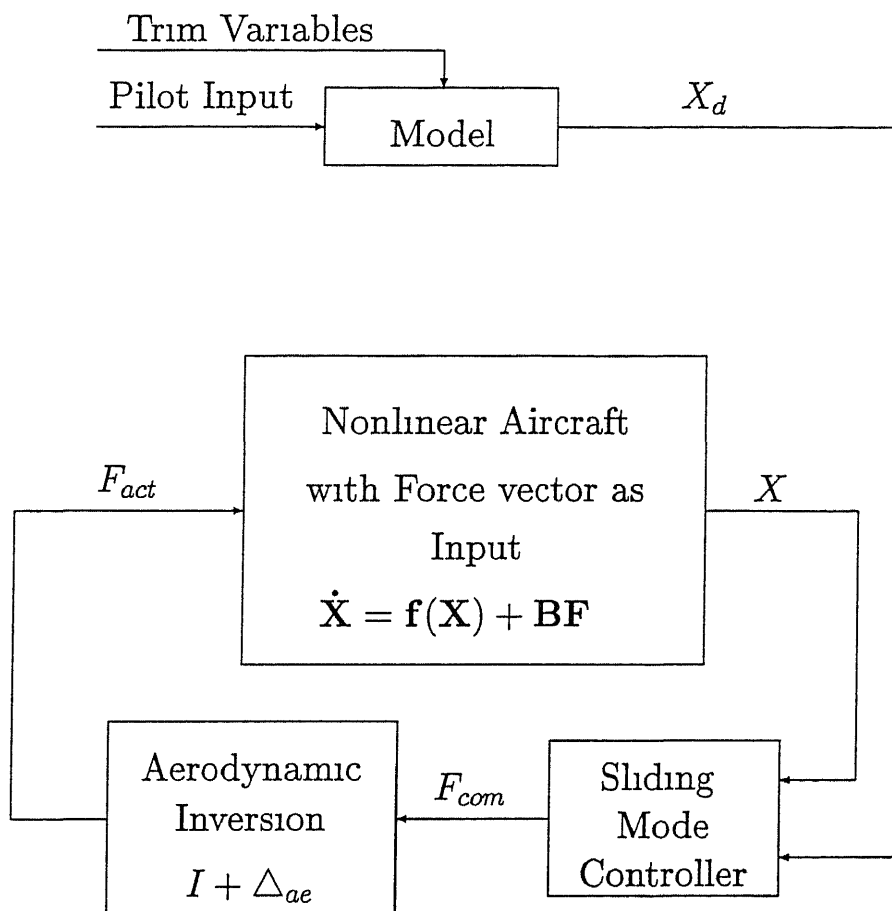 Trim Variables
Pilot Input
Model
X_d
Nonlinear Aircraft
with Force vector as
Input
Ẋ = f(X) + BF
F_act
X
Aerodynamic
Inversion
I + △_ae
F_com
Sliding
Mode
Controller